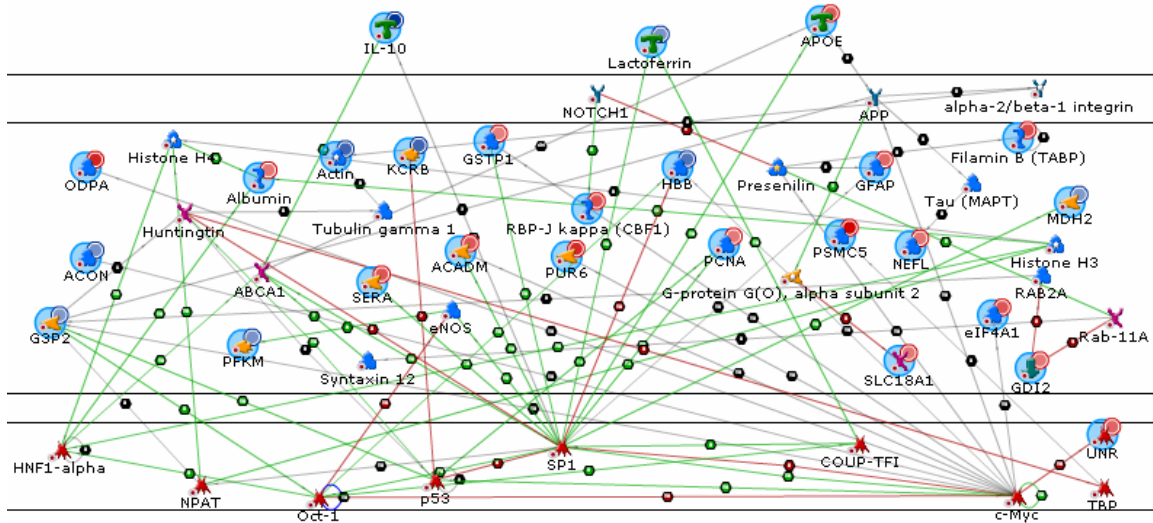 IL-10
Lactoferrin
APOE
NOTCH1
APP
alpha-2/beta-1 integrin
Histone H4
ODPA
Albumin
Actin
KCRB
GSTP1
HBB
Presenilin
GFAP
Filamin B (TABP)
Tau (MAPT)
MDH2
Huntingtin
Tubulin gamma 1
RBP-J kappa (CBF1)
ACON
ABCA1
SERA
ACADM
PUR6
PCNA
PSMC5
NEFL
Histone H3
G-protein G(O), alpha subunit 2
RAB2A
G3P2
PFKM
eNOS
Syntaxin 12
SLC18A1
eIF4A1
Rab-11A
GDI2
HNF1-alpha
NPAT
Oct-1
p53
SP1
COUP-TFI
c-Myc
UNR
TBP